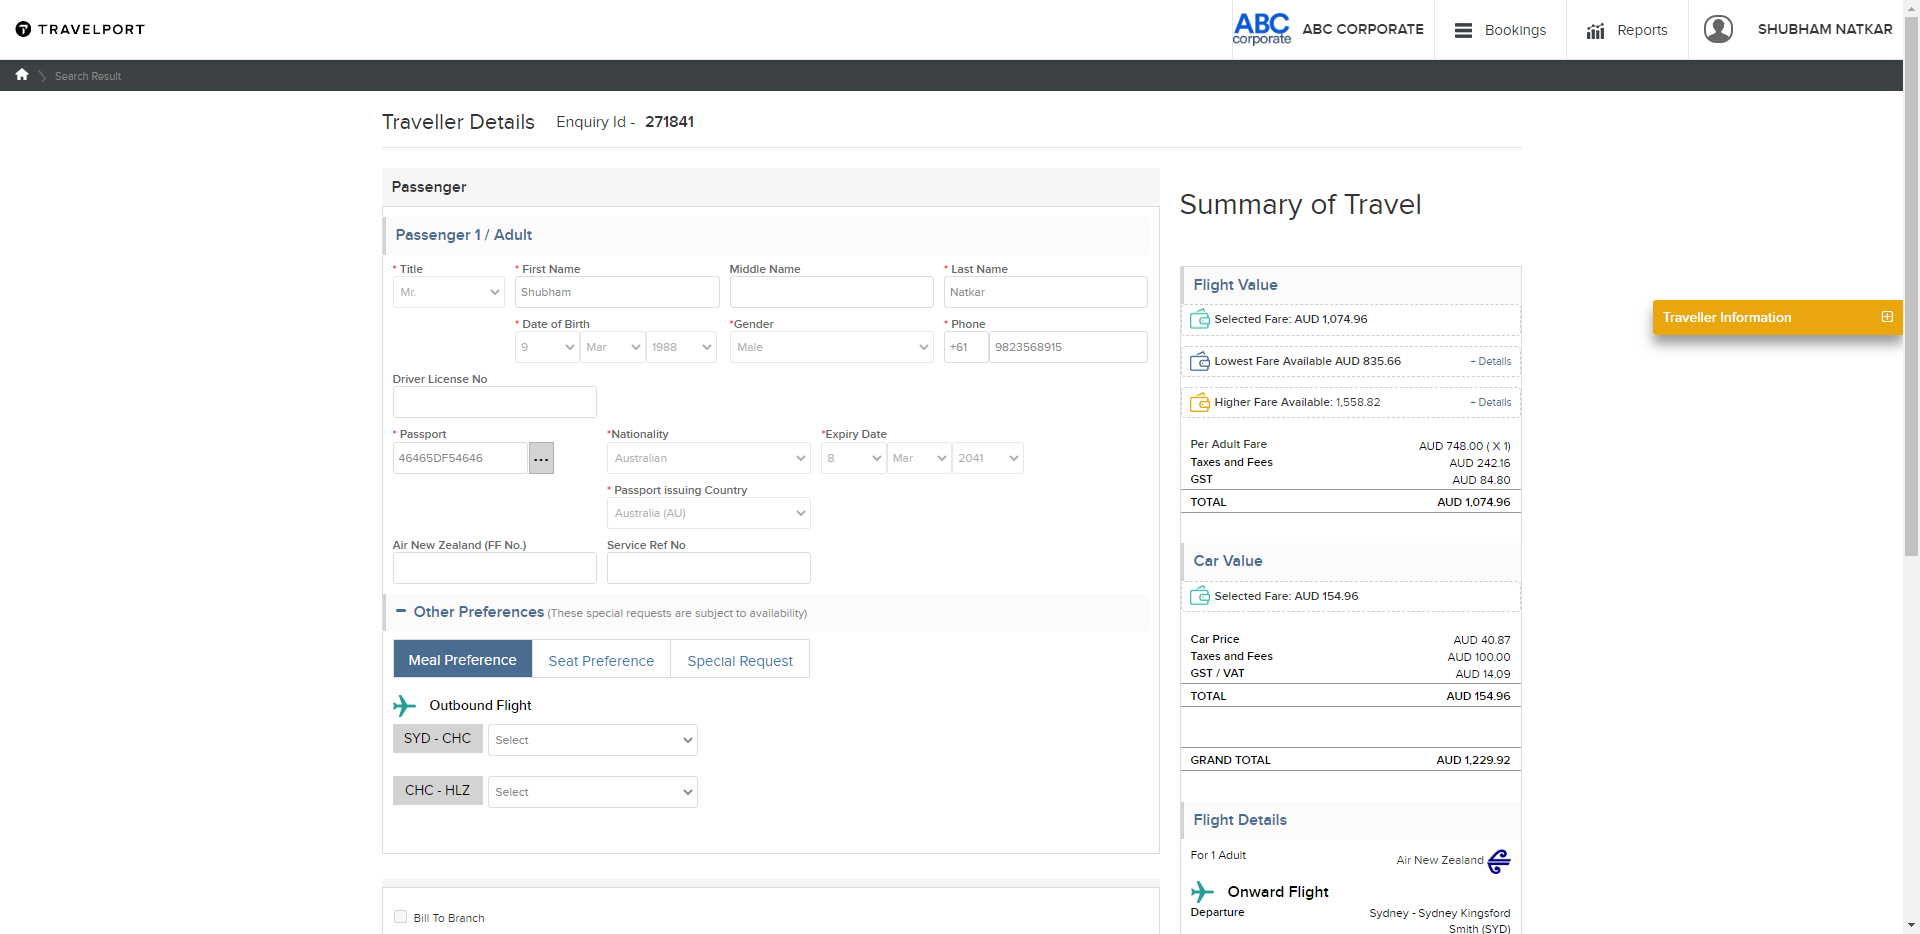 TRAVELPORT
ABC corporate
ABC CORPORATE
Bookings
Reports
SHUBHAM NATKAR
Search Result
Traveller Details
Enquiry Id - 271841
Passenger
Passenger 1 / Adult
* Title
* First Name
Middle Name
* Last Name
Mr.
Shubham
Natkar
* Date of Birth
*Gender
* Phone
9
Mar
1988
Male
+61
9823568915
Driver License No
* Passport
*Nationality
*Expiry Date
46465DF54646
...
Australian
8
Mar
2041
* Passport issuing Country
Australia (AU)
Air New Zealand (FF No.)
Service Ref No
Other Preferences (These special requests are subject to availability)
Meal Preference
Seat Preference
Special Request
Outbound Flight
SYD - CHC
Select
CHC - HLZ
Select
Bill To Branch
Summary of Travel
Flight Value
Selected Fare: AUD 1,074.96
Lowest Fare Available AUD 835.66
+ Details
Higher Fare Available: 1,558.82
+ Details
Per Adult Fare
AUD 748.00 ( X 1)
Taxes and Fees
AUD 242.16
GST
AUD 84.80
TOTAL
AUD 1,074.96
Car Value
Selected Fare: AUD 154.96
Car Price
AUD 40.87
Taxes and Fees
AUD 100.00
GST / VAT
AUD 14.09
TOTAL
AUD 154.96
GRAND TOTAL
AUD 1,229.92
Flight Details
For 1 Adult
Air New Zealand
Onward Flight
Departure
Sydney - Sydney Kingsford
Smith (SYD)
Traveller Information